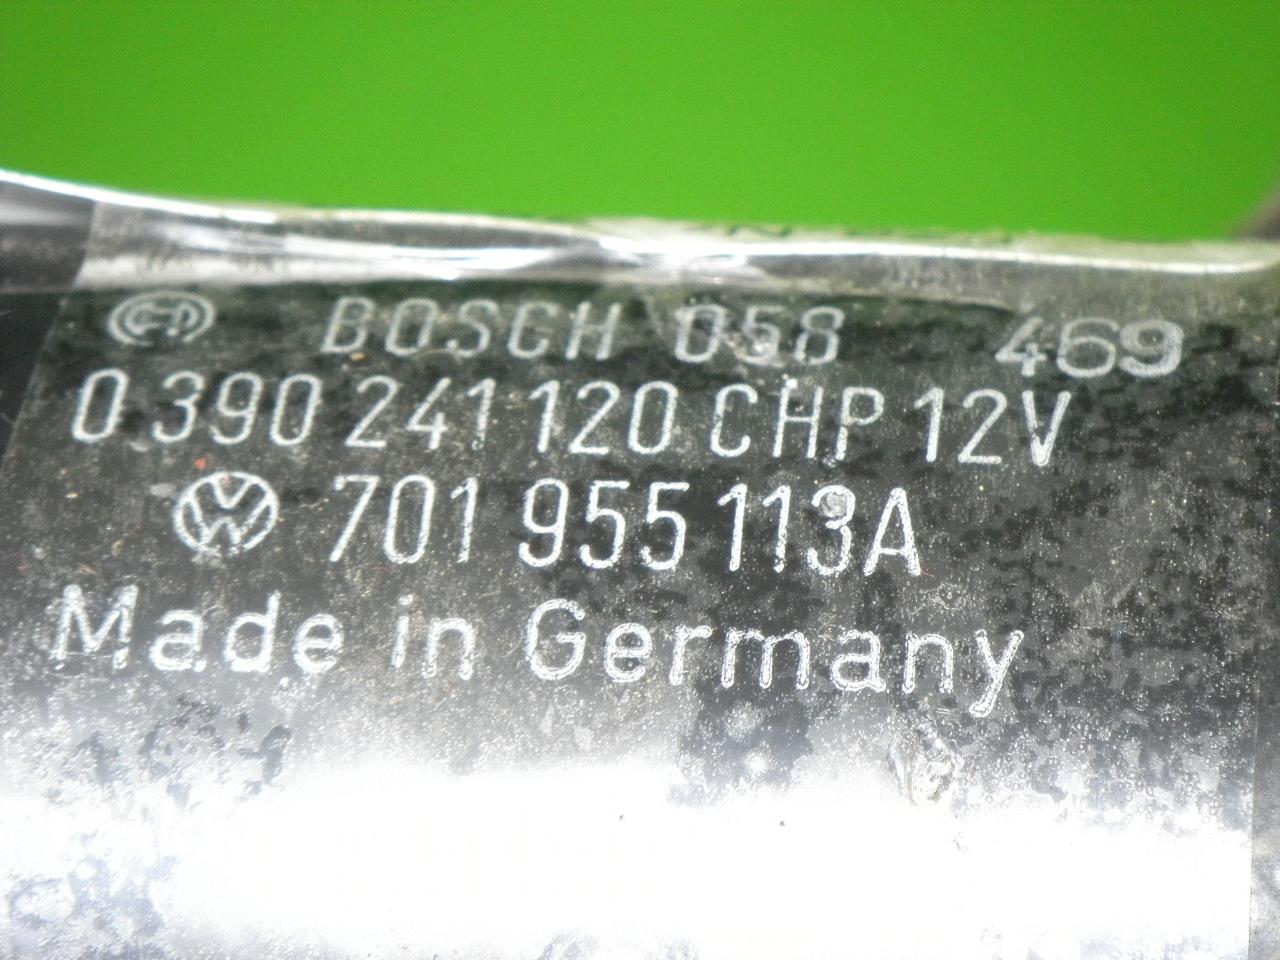 BOSCH 058 469
0 390 241 120 CHP 12V
701 955 113A
Made in Germany